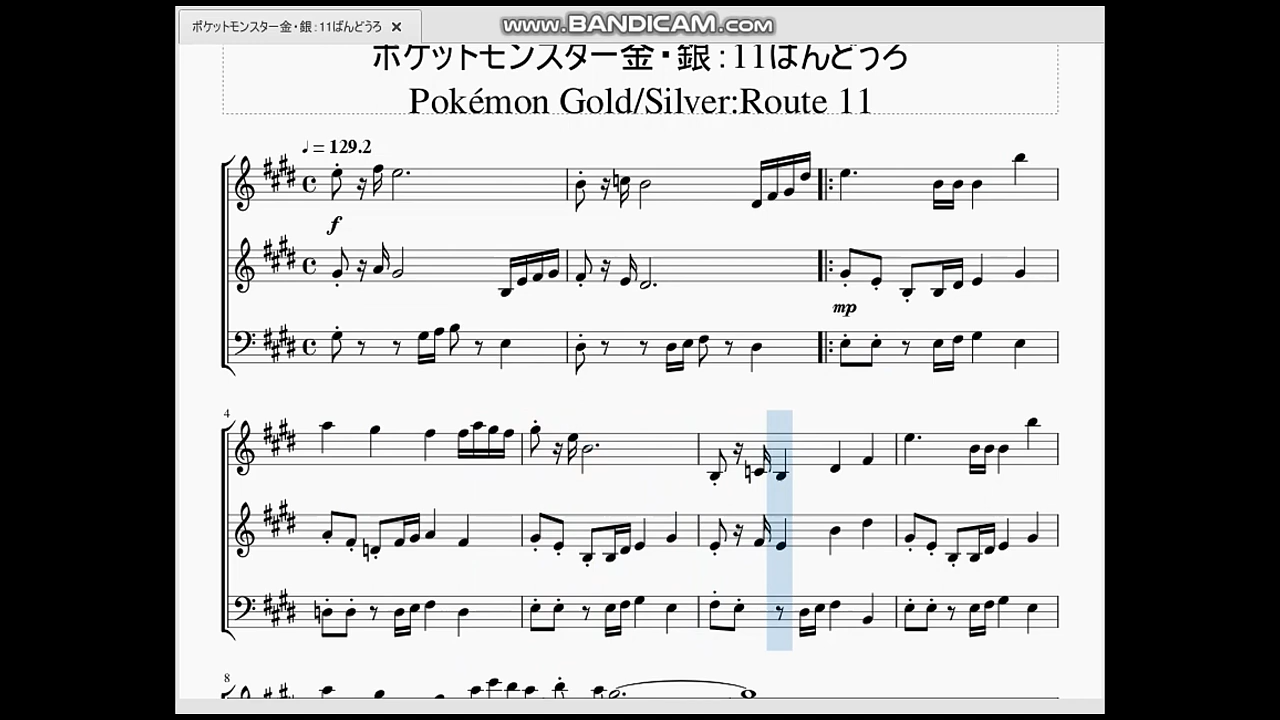 www.BANDICAM.com
ポケットモンスター金・銀：11ばんどうろ ×
ポケットモンスター金・銀：11ばんどうろ
Pokémon Gold/Silver:Route 11
♩ = 129.2
f
mp
4
8